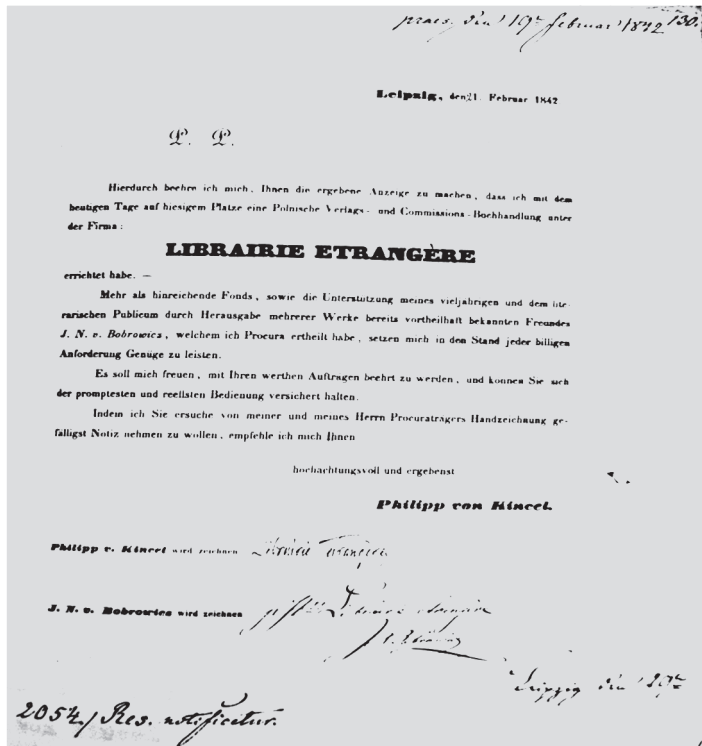 praes. den 19ten Februar 1842 130.
Leipzig, den 21. Februar 1842
P. P.
Hierdurch beehre ich mich, Ihnen die ergebene Anzeige zu machen, dass ich mit dem
heutigen Tage auf hiesigem Platze eine Polnische Verlags- und Commissions-Buchhandlung unter
der Firma:
LIBRAIRIE ETRANGÈRE
errichtet habe. —
Mehr als hinreichende Fonds, sowie die Unterstützung meines vieljährigen und dem lite-
rarischen Publicum durch Herausgabe mehrerer Werke bereits vortheilhaft bekannten Freundes
J. N. v. Bobrowicz, welchem ich Procura ertheilt habe, setzen mich in den Stand jeder billigen
Anforderung Genüge zu leisten.
Es soll mich freuen, mit Ihren werthen Aufträgen beehrt zu werden, und können Sie sich
der promptesten und reellsten Bedienung versichert halten.
Indem ich Sie ersuche von meiner und meines Herrn Procuraträgers Handzeichnung ge-
fälligst Notiz nehmen zu wollen, empfehle ich mich Ihnen
hochachtungsvoll und ergebenst
Philipp von Kincel.
Philipp v. Kincel wird zeichnen Librairie Etrangère
J. N. v. Bobrowicz wird zeichnen
Leipzig den
2054/ Res. notificetur.